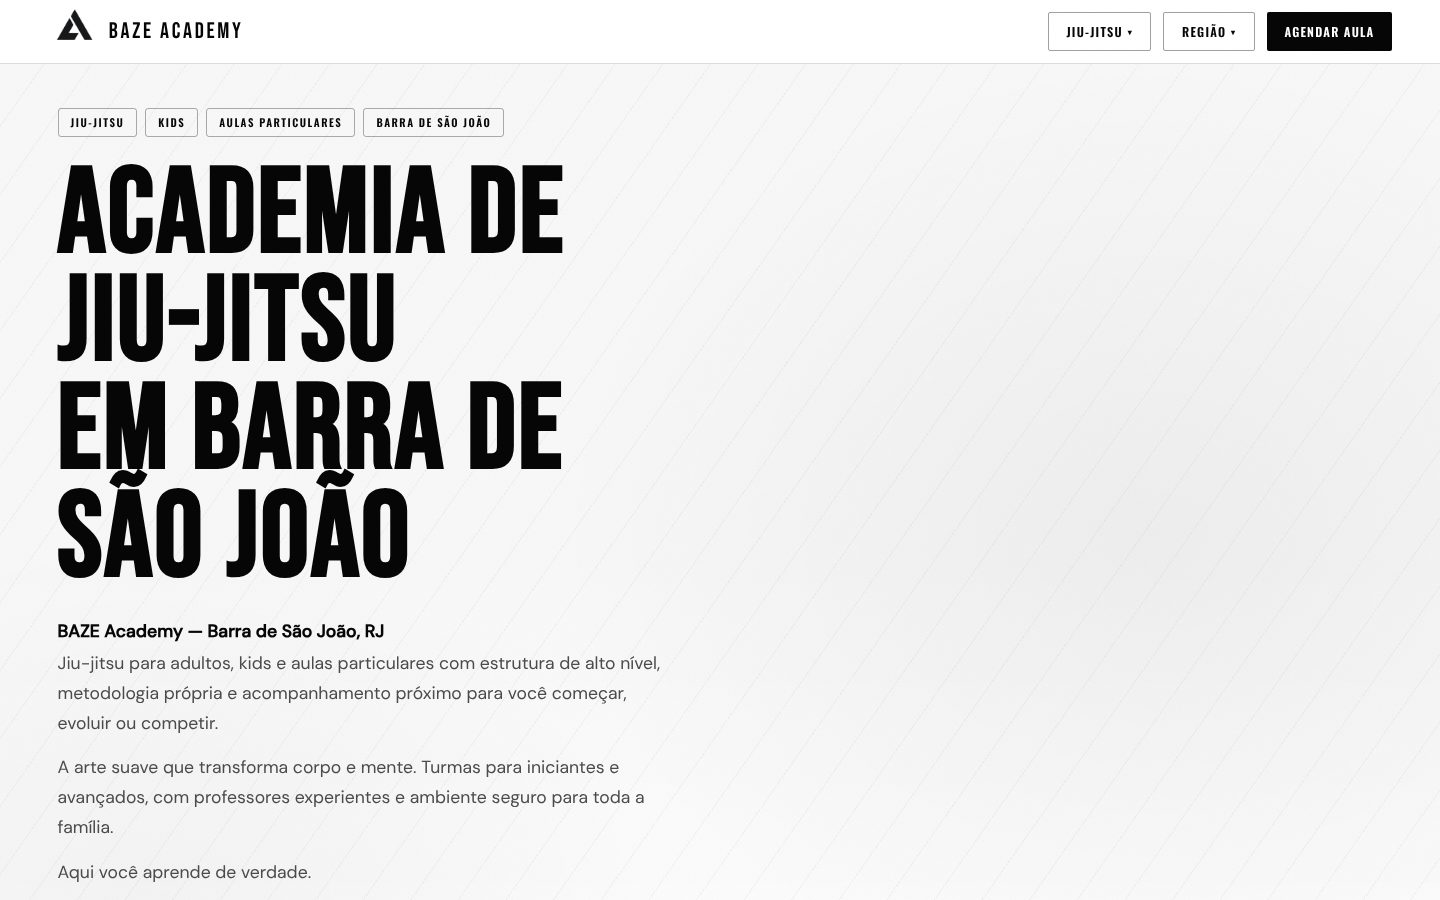 BAZE ACADEMY
JIU-JITSU ▾
REGIÃO ▾
AGENDAR AULA
JIU-JITSU
KIDS
AULAS PARTICULARES
BARRA DE SÃO JOÃO
ACADEMIA DE
JIU-JITSU
EM BARRA DE
SÃO JOÃO
BAZE Academy — Barra de São João, RJ
Jiu-jitsu para adultos, kids e aulas particulares com estrutura de alto nível,
metodologia própria e acompanhamento próximo para você começar,
evoluir ou competir.
A arte suave que transforma corpo e mente. Turmas para iniciantes e
avançados, com professores experientes e ambiente seguro para toda a
família.
Aqui você aprende de verdade.